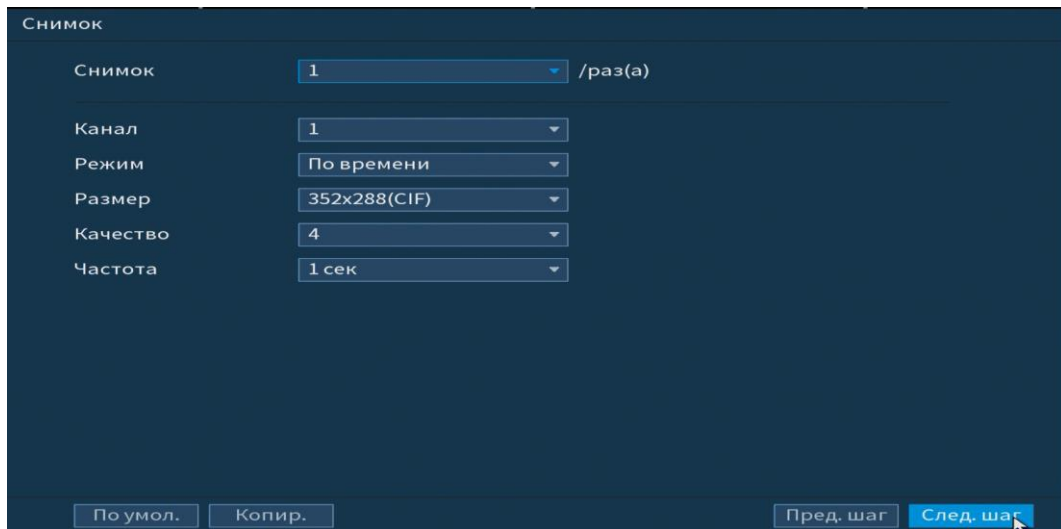 Снимок
Снимок 1 /раз(а)
Канал 1
Режим По времени
Размер 352x288(CIF)
Качество 4
Частота 1 сек
По умол. Копир. Пред. шаг След. шаг